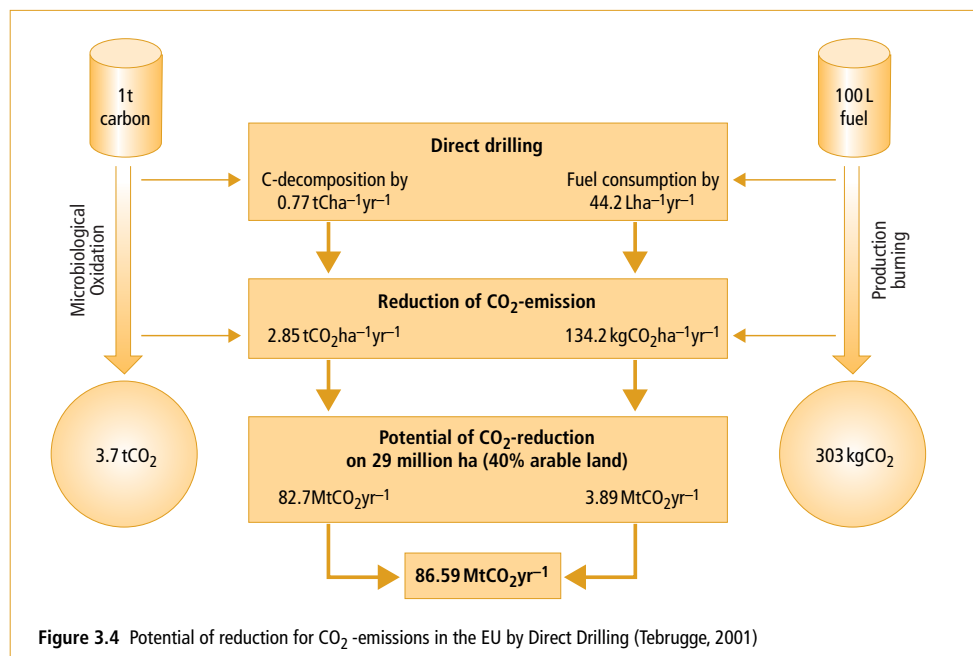 1t
carbon
100 L
fuel
Direct drilling
C-decomposition by
0.77 tCha⁻¹yr⁻¹
Fuel consumption by
44.2 Lha⁻¹yr⁻¹
Microbiological
Oxidation
Production
burning
Reduction of CO₂-emission
2.85 tCO₂ha⁻¹yr⁻¹
134.2 kgCO₂ha⁻¹yr⁻¹
3.7 tCO₂
303 kgCO₂
Potential of CO₂-reduction
on 29 million ha (40% arable land)
82.7MtCO₂yr⁻¹
3.89 MtCO₂yr⁻¹
86.59 MtCO₂yr⁻¹
Figure 3.4 Potential of reduction for CO₂ -emissions in the EU by Direct Drilling (Tebrugge, 2001)